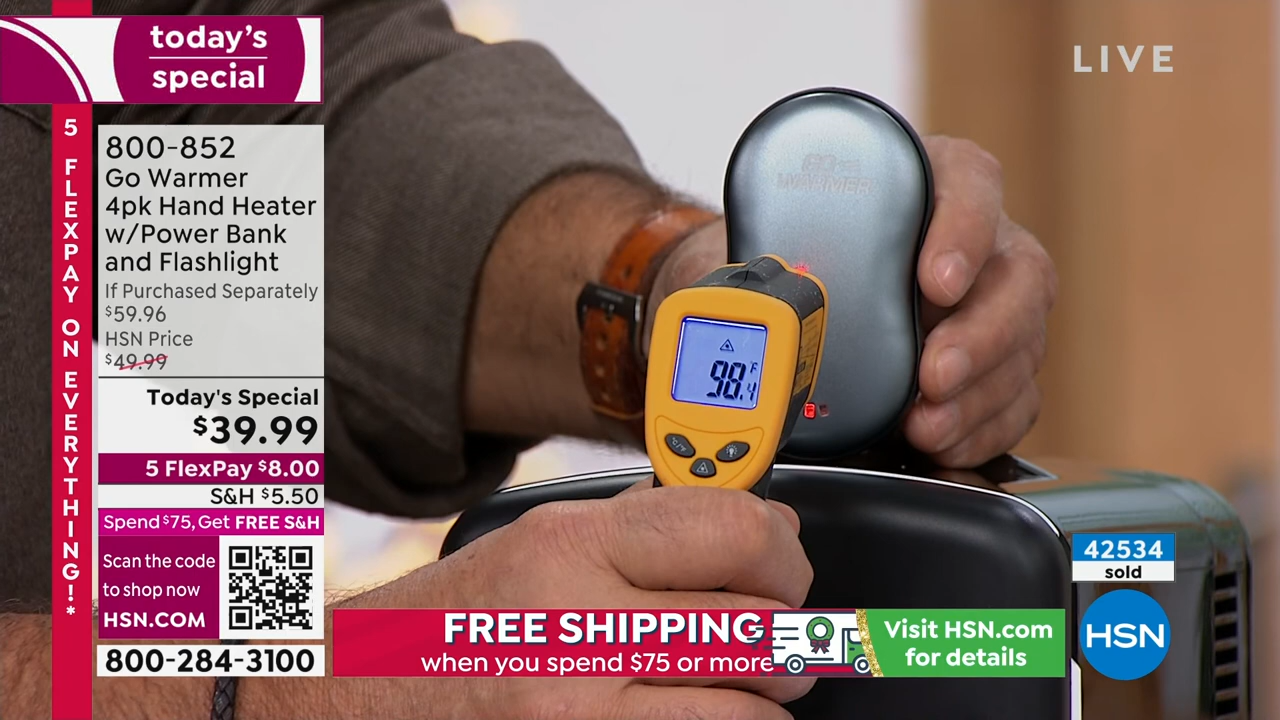 today's
special
LIVE
5 FLEXPAY ON EVERYTHING!*
800-852
Go Warmer
4pk Hand Heater
w/Power Bank
and Flashlight
If Purchased Separately
$59.96
HSN Price
$49.99
Today's Special
$39.99
5 FlexPay $8.00
S&H $5.50
Spend $75, Get FREE S&H
Scan the code
to shop now
HSN.COM
800-284-3100
GO
WARMER
98.4 °F
°C/°F
FREE SHIPPING
when you spend $75 or more
Visit HSN.com
for details
42534
sold
HSN